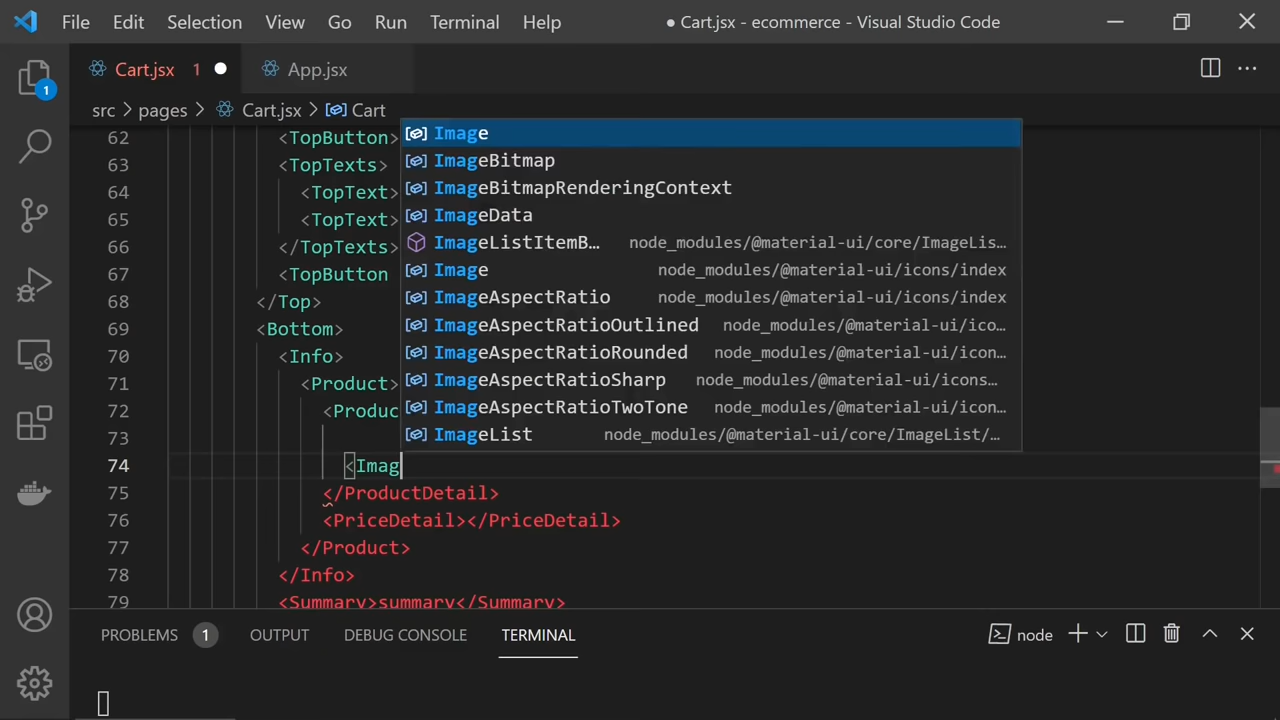 File Edit Selection View Go Run Terminal Help ● Cart.jsx - ecommerce - Visual Studio Code
Cart.jsx 1 ● App.jsx
src > pages > Cart.jsx > Cart
62 <TopButton>
63 <TopTexts>
64 <TopText>
65 <TopText>
66 </TopTexts>
67 <TopButton
68 </Top>
69 <Bottom>
70 <Info>
71 <Product>
72 <Produc
73
74 <Imag
75 </ProductDetail>
76 <PriceDetail></PriceDetail>
77 </Product>
78 </Info>
79 <Summary>summary</Summary>
Image
ImageBitmap
ImageBitmapRenderingContext
ImageData
ImageListItemB… node_modules/@material-ui/core/ImageLis…
Image node_modules/@material-ui/icons/index
ImageAspectRatio node_modules/@material-ui/icons/index
ImageAspectRatioOutlined node_modules/@material-ui/ico…
ImageAspectRatioRounded node_modules/@material-ui/icon…
ImageAspectRatioSharp node_modules/@material-ui/icons…
ImageAspectRatioTwoTone node_modules/@material-ui/icon…
ImageList node_modules/@material-ui/core/ImageList/…
1
PROBLEMS 1 OUTPUT DEBUG CONSOLE TERMINAL node